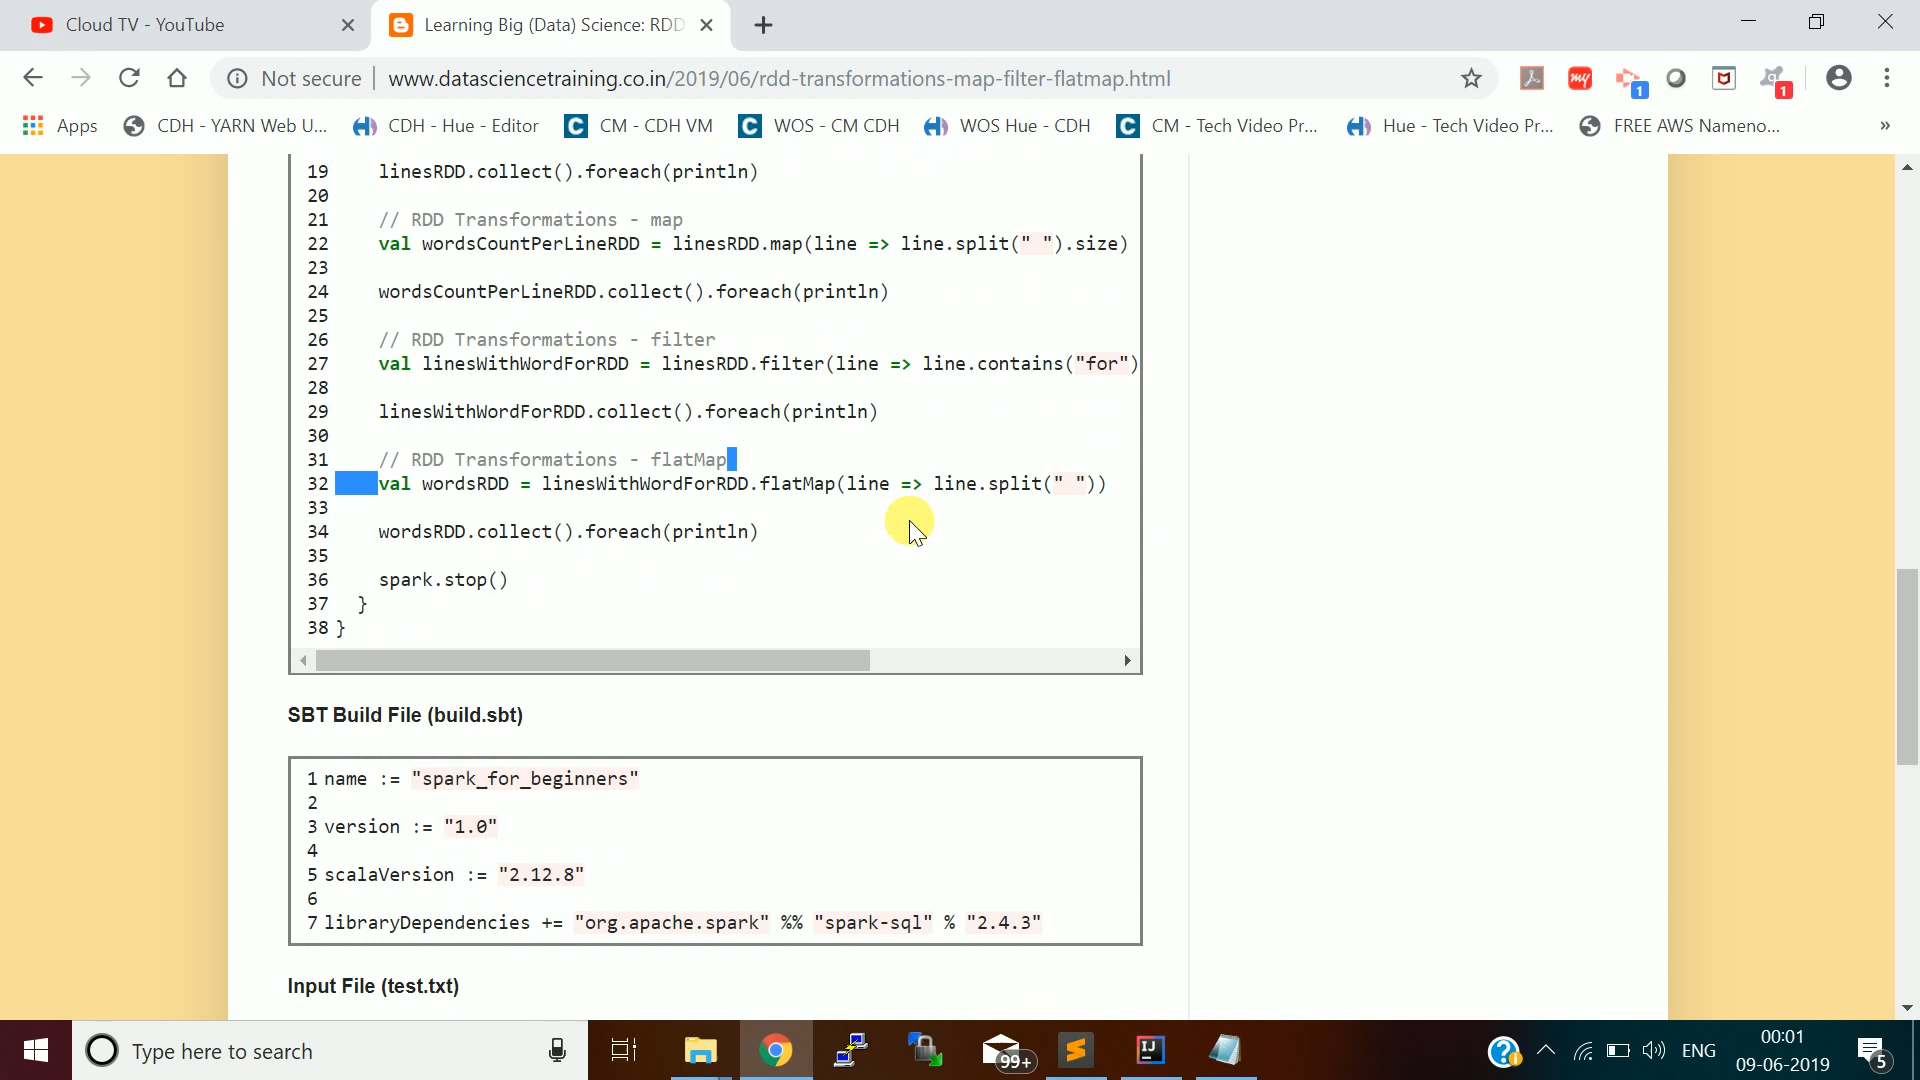 Cloud TV - YouTube
Learning Big (Data) Science: RDD
Not secure www.datasciencetraining.co.in/2019/06/rdd-transformations-map-filter-flatmap.html
my
1
1
Apps
CDH - YARN Web U...
CDH - Hue - Editor
C CM - CDH VM
C WOS - CM CDH
WOS Hue - CDH
C CM - Tech Video Pr...
Hue - Tech Video Pr...
FREE AWS Nameno...
»
19 linesRDD.collect().foreach(println)
20
21 // RDD Transformations - map
22 val wordsCountPerLineRDD = linesRDD.map(line => line.split(" ").size)
23
24 wordsCountPerLineRDD.collect().foreach(println)
25
26 // RDD Transformations - filter
27 val linesWithWordForRDD = linesRDD.filter(line => line.contains("for")
28
29 linesWithWordForRDD.collect().foreach(println)
30
31 // RDD Transformations - flatMap
32 val wordsRDD = linesWithWordForRDD.flatMap(line => line.split(" "))
33
34 wordsRDD.collect().foreach(println)
35
36 spark.stop()
37 }
38 }
SBT Build File (build.sbt)
1 name := "spark_for_beginners"
2
3 version := "1.0"
4
5 scalaVersion := "2.12.8"
6
7 libraryDependencies += "org.apache.spark" %% "spark-sql" % "2.4.3"
Input File (test.txt)
Type here to search
99+
IJ
ENG
00:01
09-06-2019
5